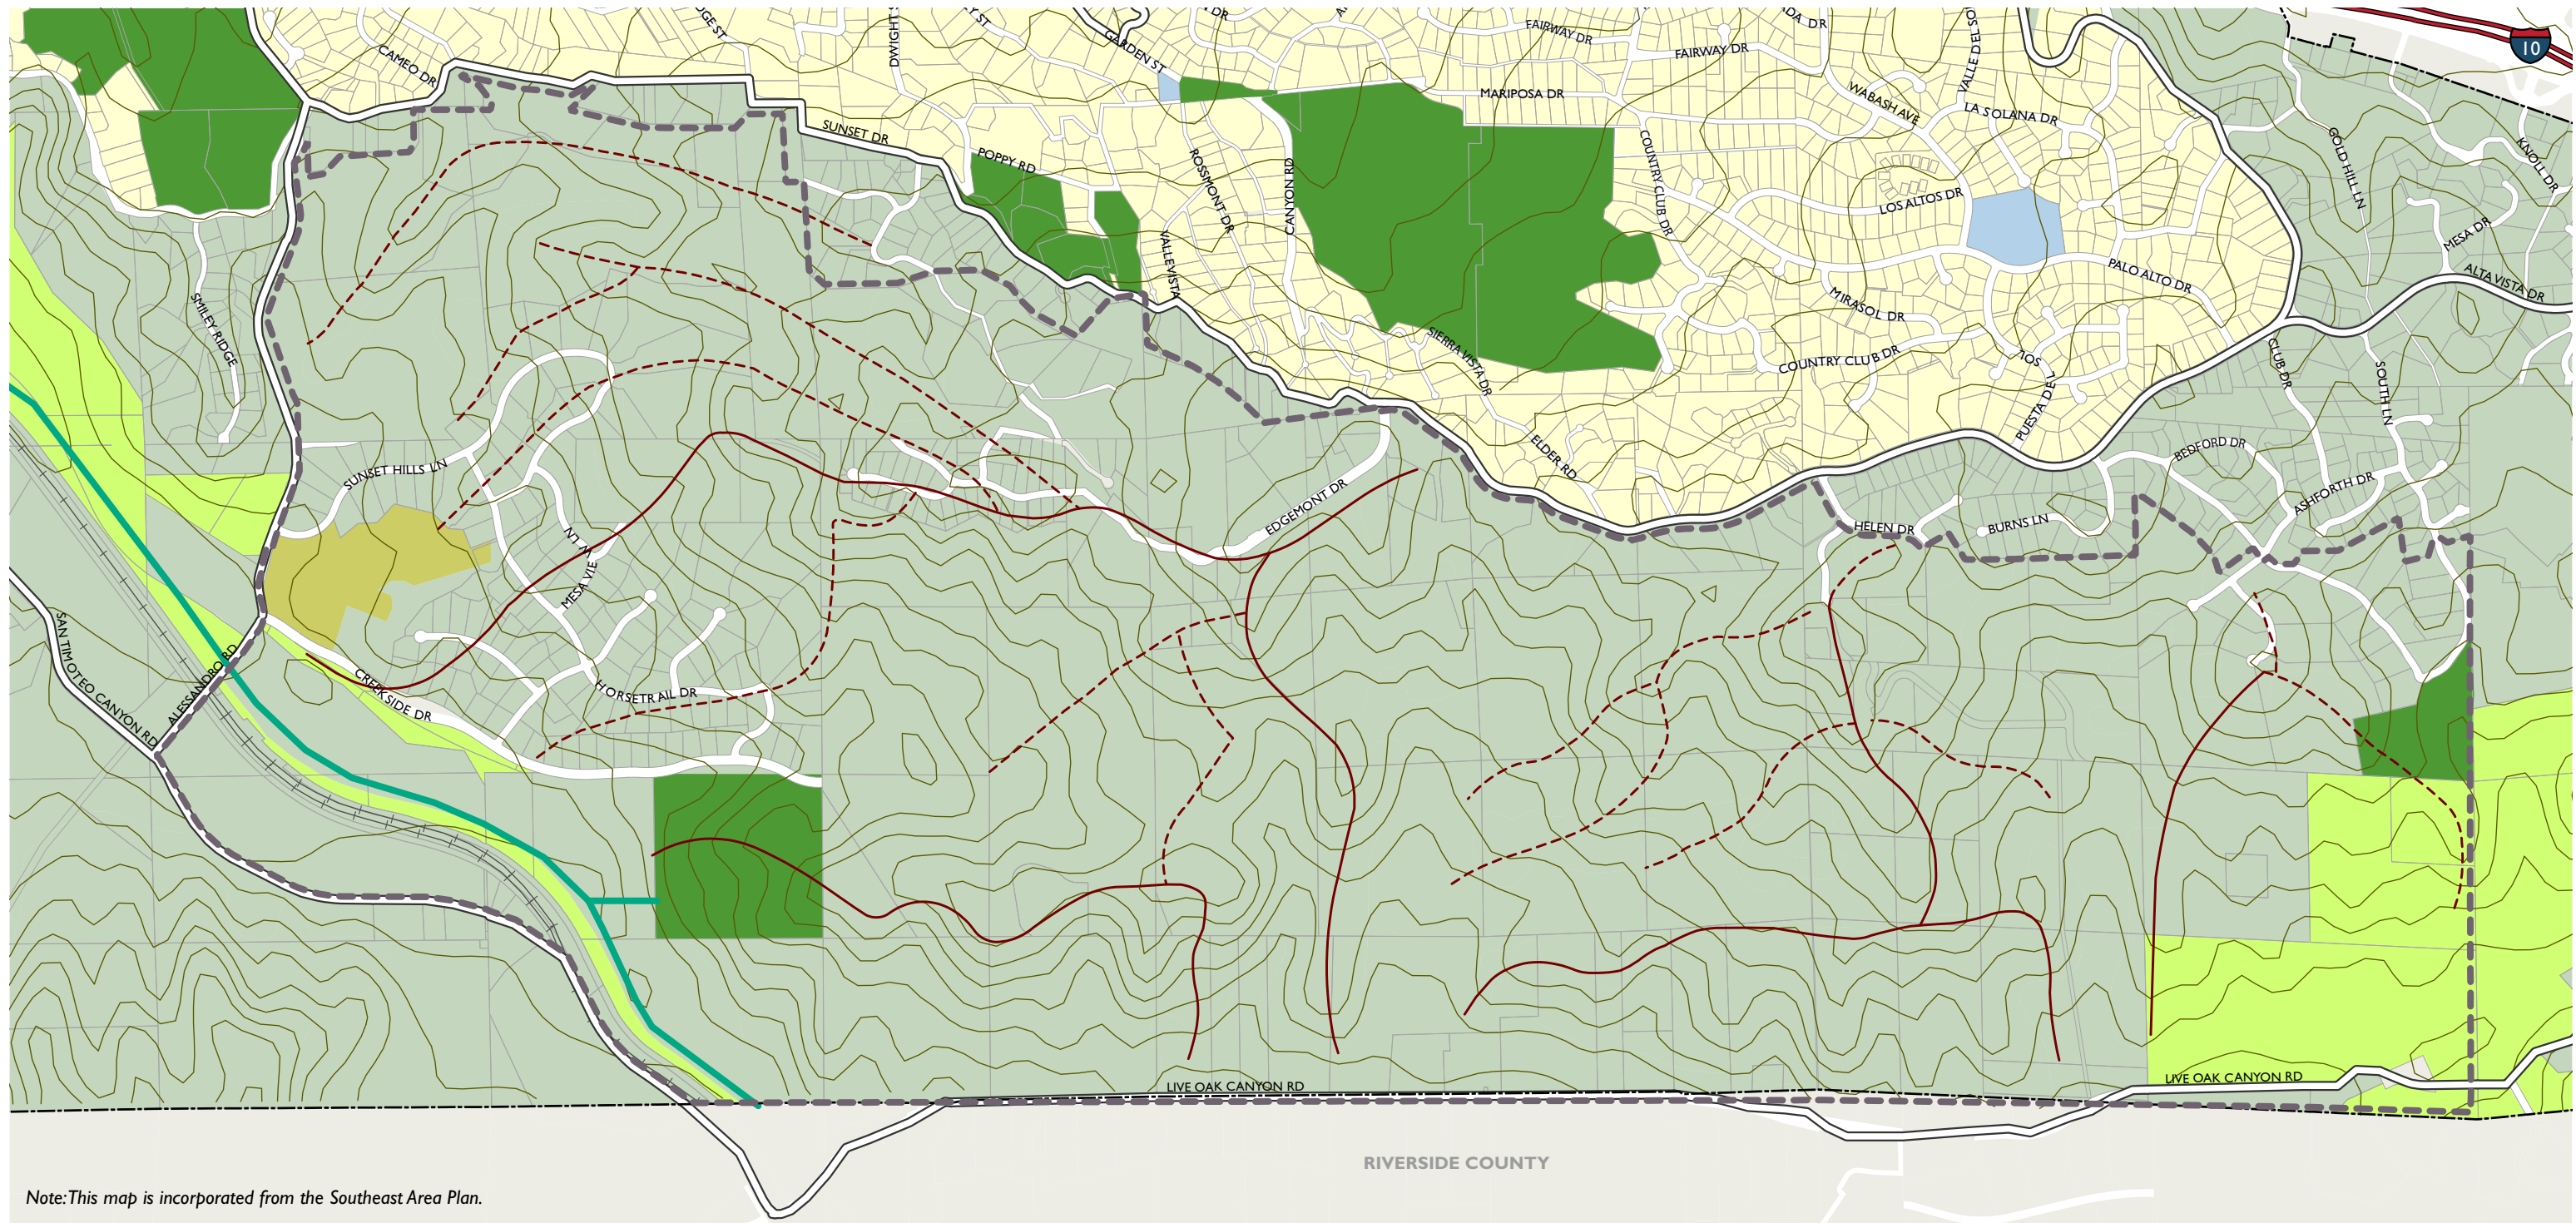 CAMEO DR
DWIGHT
GARDEN ST
FAIRWAY DR
FAIRWAY DR
10
VALLE DEL SOL
WABASH AVE
MARIPOSA DR
LA SOLANA DR
SUNSET DR
POPPY RD
ROSSMONT DR
CANYON RD
COUNTRY CLUB DR
LOS ALTOS DR
GOLD HILL LN
KNOLL DR
MESA DR
VALLEVISTA
PALO ALTO DR
ALTA VISTA DR
SMILEY RIDGE
MIRASOL DR
SIERRA VISTA DR
COUNTRY CLUB DR
PUESTA DEL SOL
CLUB DR
SOUTH LN
ELDER RD
BEDFORD DR
SUNSET HILLS LN
EDGEMONT DR
ASHFORTH DR
HELEN DR
BURNS LN
MESA VIEW LN
SAN TIMOTEO CANYON RD
ALESSANDRO RD
CREEKSIDE DR
HORSETRAIL DR
LIVE OAK CANYON RD
LIVE OAK CANYON RD
RIVERSIDE COUNTY
Note: This map is incorporated from the Southeast Area Plan.